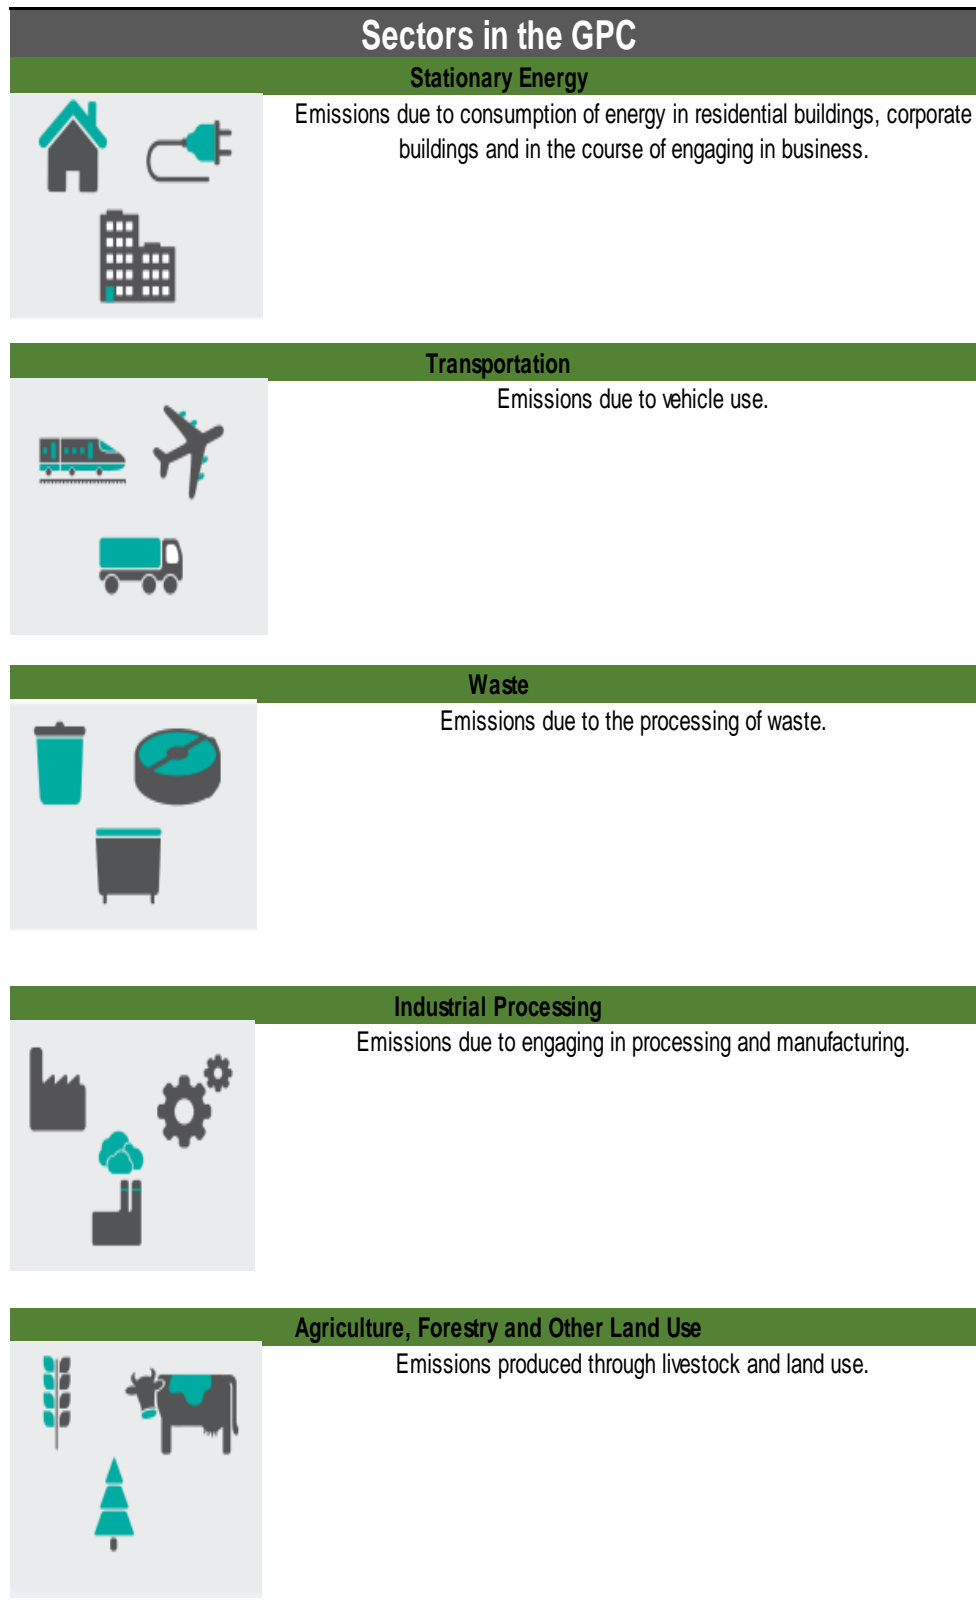 Sectors in the GPC
Stationary Energy
Emissions due to consumption of energy in residential buildings, corporate
buildings and in the course of engaging in business.
Transportation
Emissions due to vehicle use.
Waste
Emissions due to the processing of waste.
Industrial Processing
Emissions due to engaging in processing and manufacturing.
Agriculture, Forestry and Other Land Use
Emissions produced through livestock and land use.